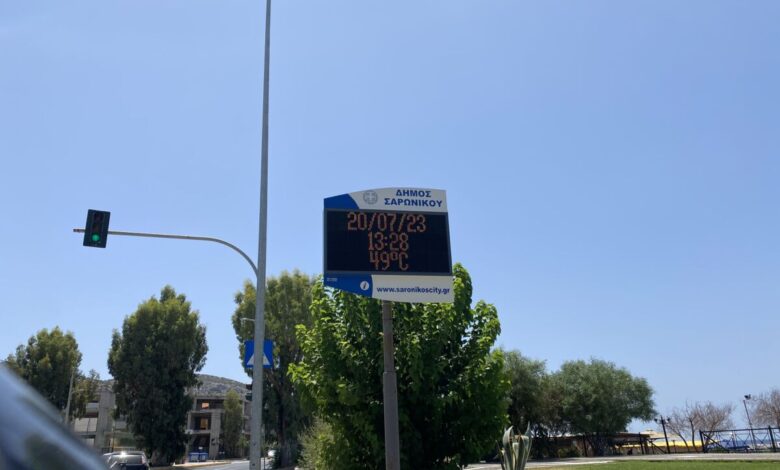 ΔΗΜΟΣ
ΣΑΡΩΝΙΚΟΥ
20/07/23
13:28
49°C
www.saronikoscity.gr